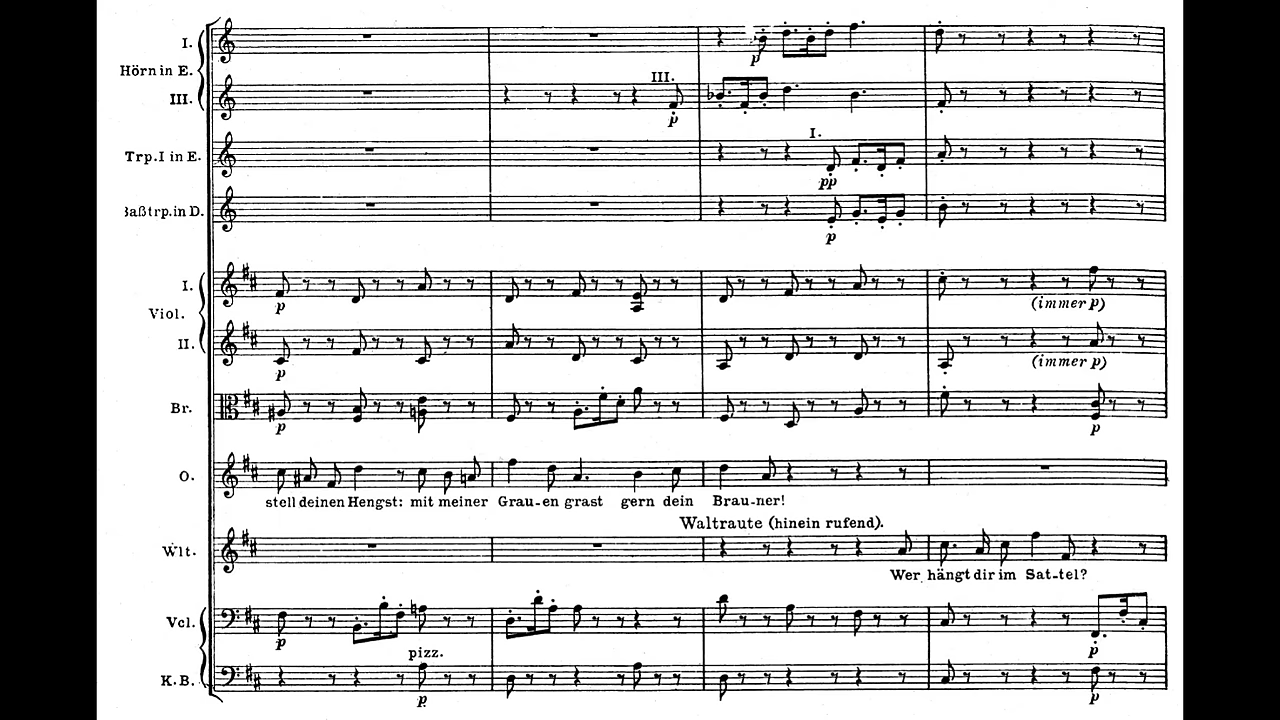 I.
Hörn in E.
III.
III.
p
p
I.
Trp. I in E.
pp
Baßtrp. in D.
p
I.
Viol.
p
(immer p)
II.
p
(immer p)
Br.
p
p
O.
stell deinen Hengst: mit meiner Grau-en grast gern dein Brau-ner!
Waltraute (hinein rufend).
Wlt.
Wer hängt dir im Sat-tel?
Vcl.
p
p
pizz.
K.B.
p.
p